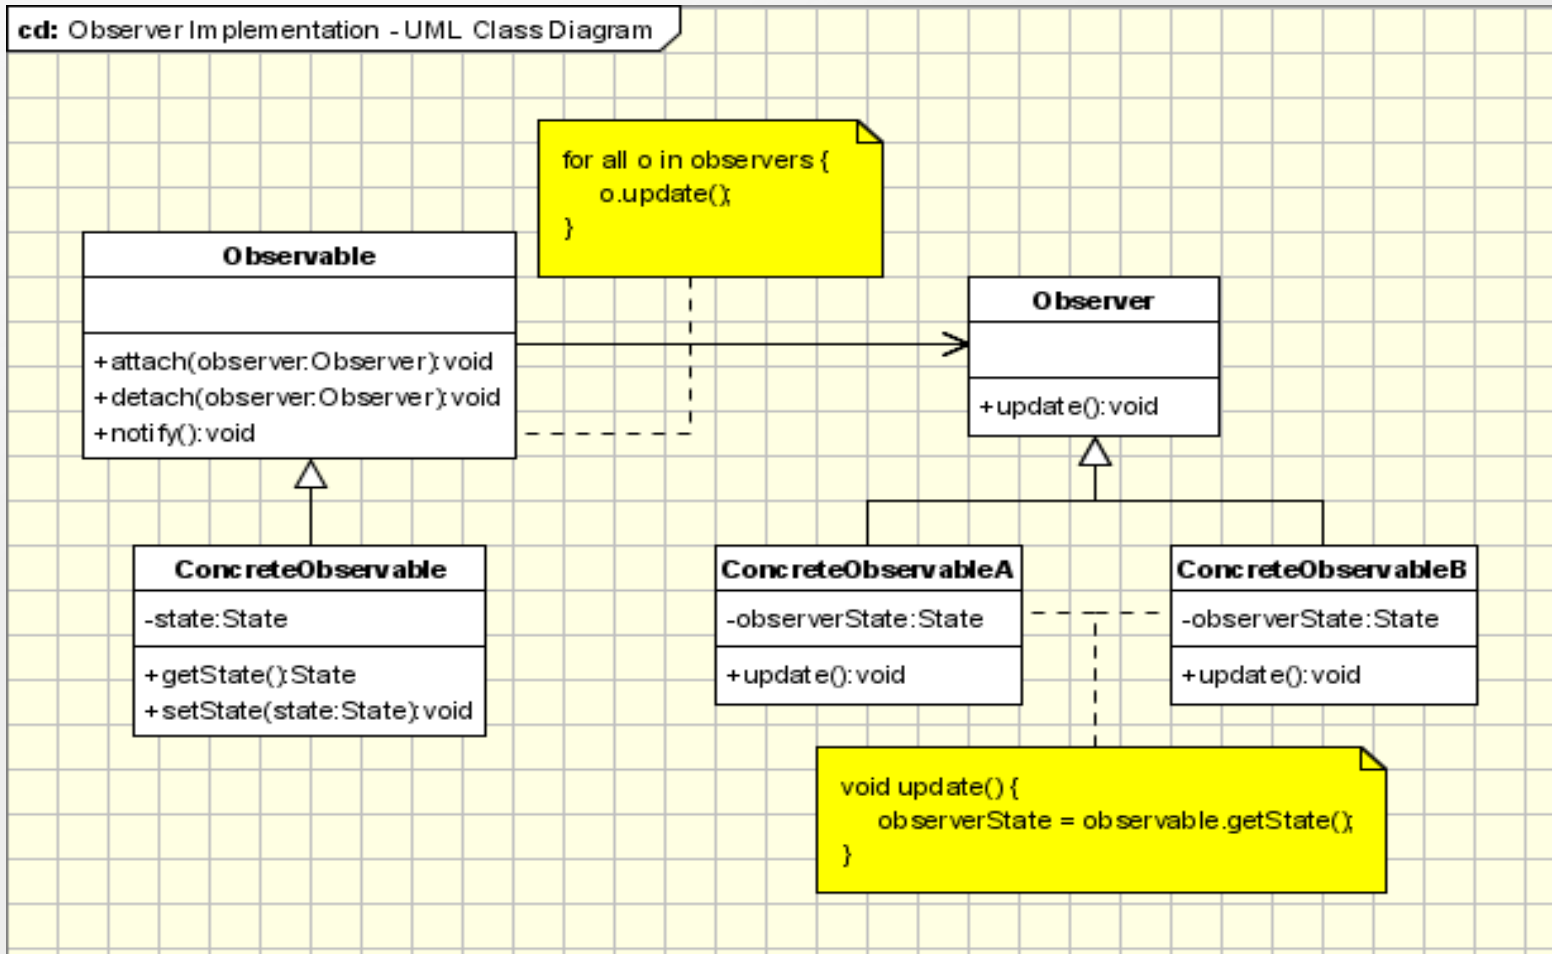 cd: Observer Implementation - UML Class Diagram
for all o in observers {
o.update();
}
Observable
+attach(observer:Observer):void
+detach(observer:Observer):void
+notify():void
Observer
+update():void
ConcreteObservable
-state:State
+getState():State
+setState(state:State):void
ConcreteObservableA
-observerState:State
+update():void
ConcreteObservableB
-observerState:State
+update():void
void update() {
observerState = observable.getState();
}